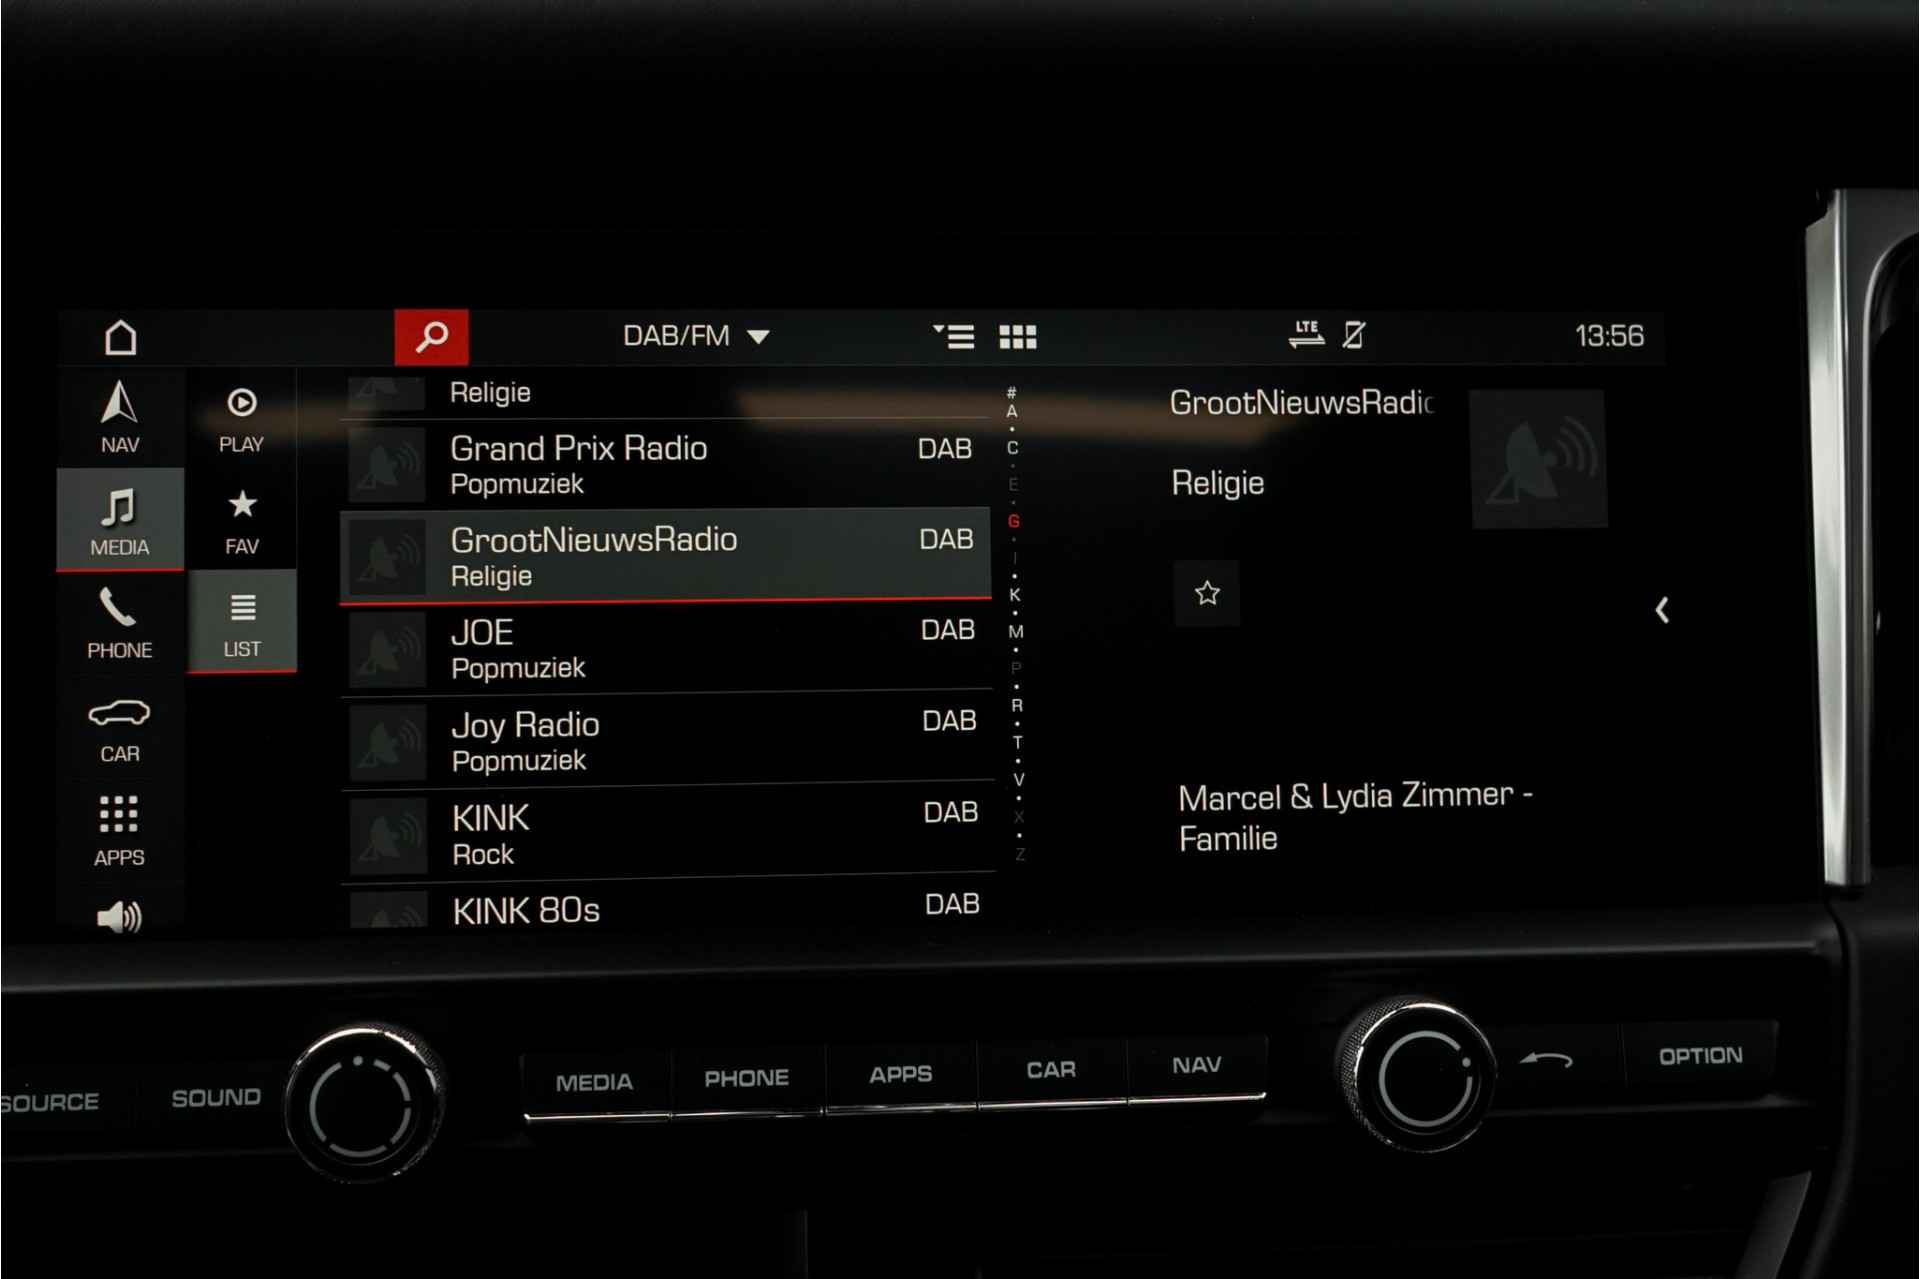 DAB/FM
LTE
13:56
NAV
MEDIA
PHONE
CAR
APPS
PLAY
FAV
LIST
Religie
Grand Prix Radio DAB
Popmuziek
GrootNieuwsRadio DAB
Religie
JOE DAB
Popmuziek
Joy Radio DAB
Popmuziek
KINK DAB
Rock
KINK 80s DAB
#
A
C
E
G
I
K
M
P
R
T
V
X
Z
GrootNieuwsRadio
Religie
Marcel & Lydia Zimmer -
Familie
SOURCE SOUND MEDIA PHONE APPS CAR NAV OPTION